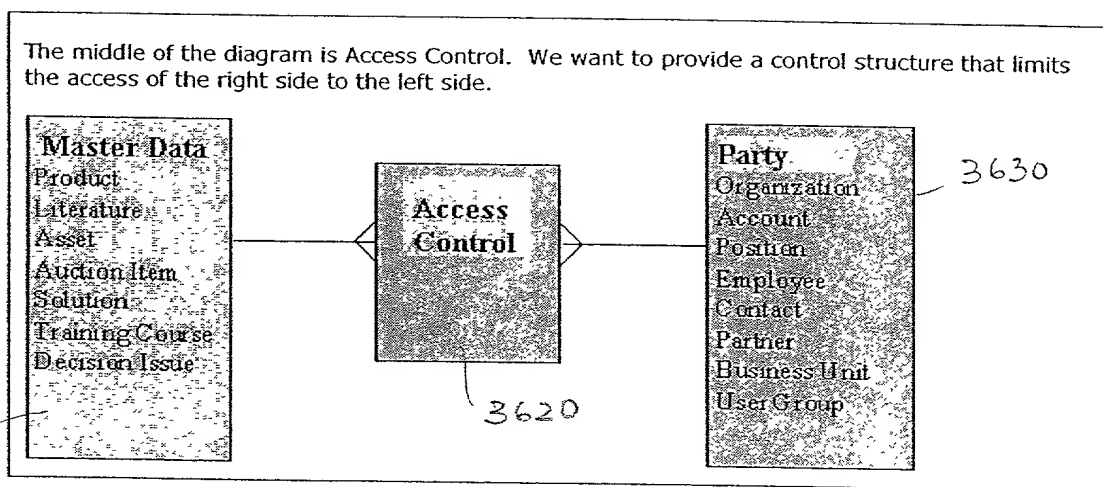 The middle of the diagram is Access Control. We want to provide a control structure that limits
the access of the right side to the left side.
Master Data
Product
Literature
Asset
Auction Item
Solution
Training Course
Decision Issue
Access
Control
3620
Party
Organization
Account
Position
Employee
Contact
Partner
Business Unit
User Group
3630